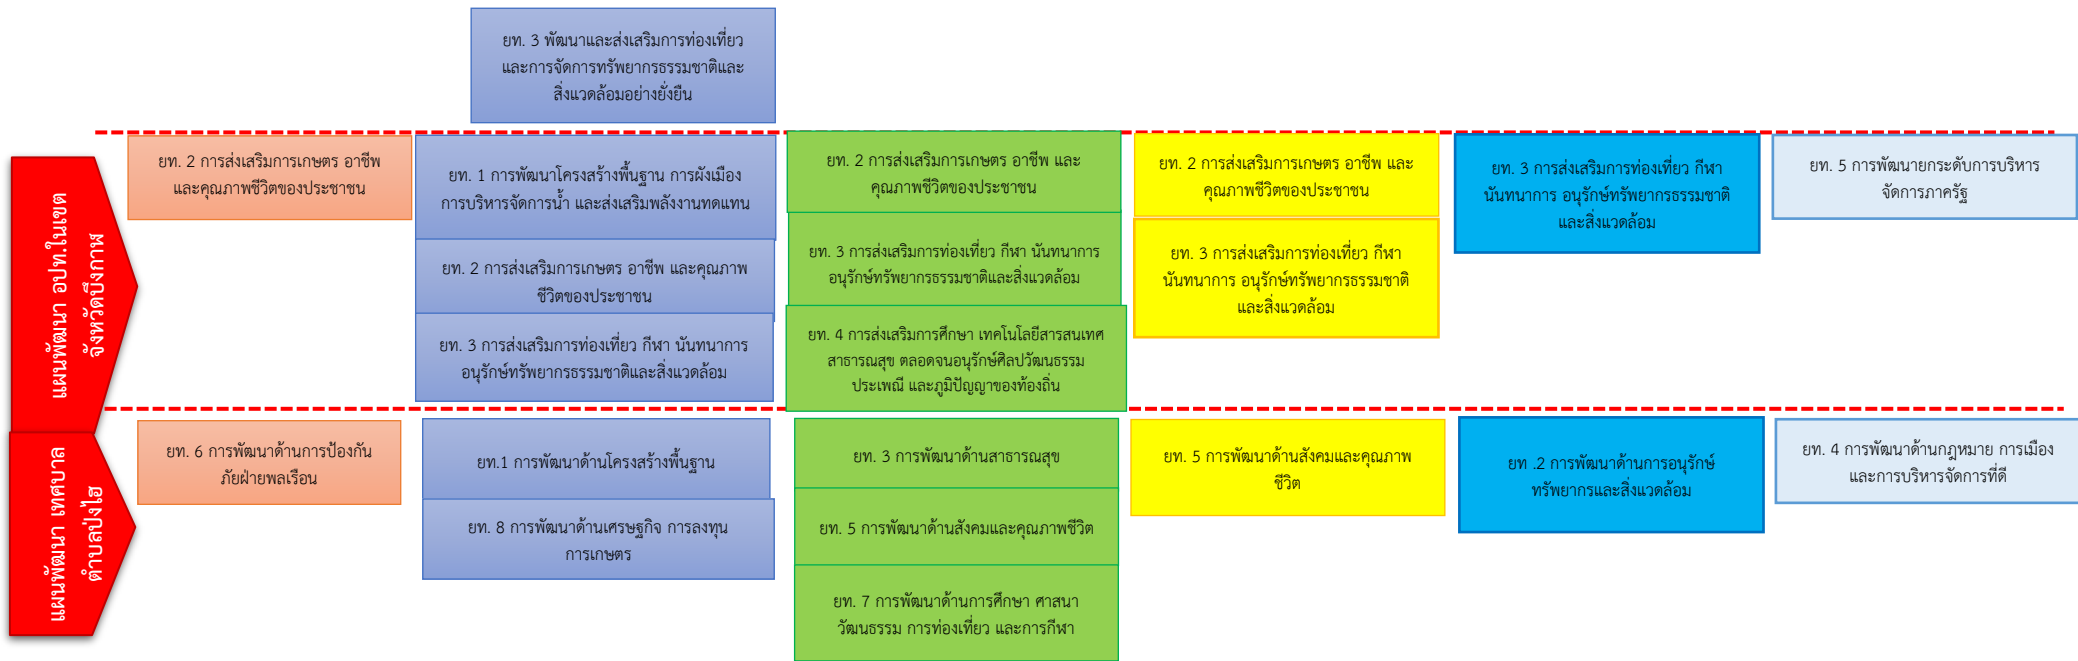 ยท. 3 พัฒนาและส่งเสริมการท่องเที่ยว
และการจัดการทรัพยากรธรรมชาติและ
สิ่งแวดล้อมอย่างยั่งยืน
แผนพัฒนา อปท.ในเขต
จังหวัดบึงกาฬ
ยท. 2 การส่งเสริมการเกษตร อาชีพ
และคุณภาพชีวิตของประชาชน
ยท. 1 การพัฒนาโครงสร้างพื้นฐาน การผังเมือง
การบริหารจัดการน้ำ และส่งเสริมพลังงานทดแทน
ยท. 2 การส่งเสริมการเกษตร อาชีพ และคุณภาพ
ชีวิตของประชาชน
ยท. 3 การส่งเสริมการท่องเที่ยว กีฬา นันทนาการ
อนุรักษ์ทรัพยากรธรรมชาติและสิ่งแวดล้อม
ยท. 2 การส่งเสริมการเกษตร อาชีพ และ
คุณภาพชีวิตของประชาชน
ยท. 3 การส่งเสริมการท่องเที่ยว กีฬา นันทนาการ
อนุรักษ์ทรัพยากรธรรมชาติและสิ่งแวดล้อม
ยท. 4 การส่งเสริมการศึกษา เทคโนโลยีสารสนเทศ
สาธารณสุข ตลอดจนอนุรักษ์ศิลปวัฒนธรรม
ประเพณี และภูมิปัญญาของท้องถิ่น
ยท. 2 การส่งเสริมการเกษตร อาชีพ และ
คุณภาพชีวิตของประชาชน
ยท. 3 การส่งเสริมการท่องเที่ยว กีฬา
นันทนาการ อนุรักษ์ทรัพยากรธรรมชาติ
และสิ่งแวดล้อม
ยท. 3 การส่งเสริมการท่องเที่ยว กีฬา
นันทนาการ อนุรักษ์ทรัพยากรธรรมชาติ
และสิ่งแวดล้อม
ยท. 5 การพัฒนายกระดับการบริหาร
จัดการภาครัฐ
แผนพัฒนา เทศบาล
ตำบลป่งไฮ
ยท. 6 การพัฒนาด้านการป้องกัน
ภัยฝ่ายพลเรือน
ยท.1 การพัฒนาด้านโครงสร้างพื้นฐาน
ยท. 8 การพัฒนาด้านเศรษฐกิจ การลงทุน
การเกษตร
ยท. 3 การพัฒนาด้านสาธารณสุข
ยท. 5 การพัฒนาด้านสังคมและคุณภาพชีวิต
ยท. 7 การพัฒนาด้านการศึกษา ศาสนา
วัฒนธรรม การท่องเที่ยว และการกีฬา
ยท. 5 การพัฒนาด้านสังคมและคุณภาพ
ชีวิต
ยท .2 การพัฒนาด้านการอนุรักษ์
ทรัพยากรและสิ่งแวดล้อม
ยท. 4 การพัฒนาด้านกฎหมาย การเมือง
และการบริหารจัดการที่ดี